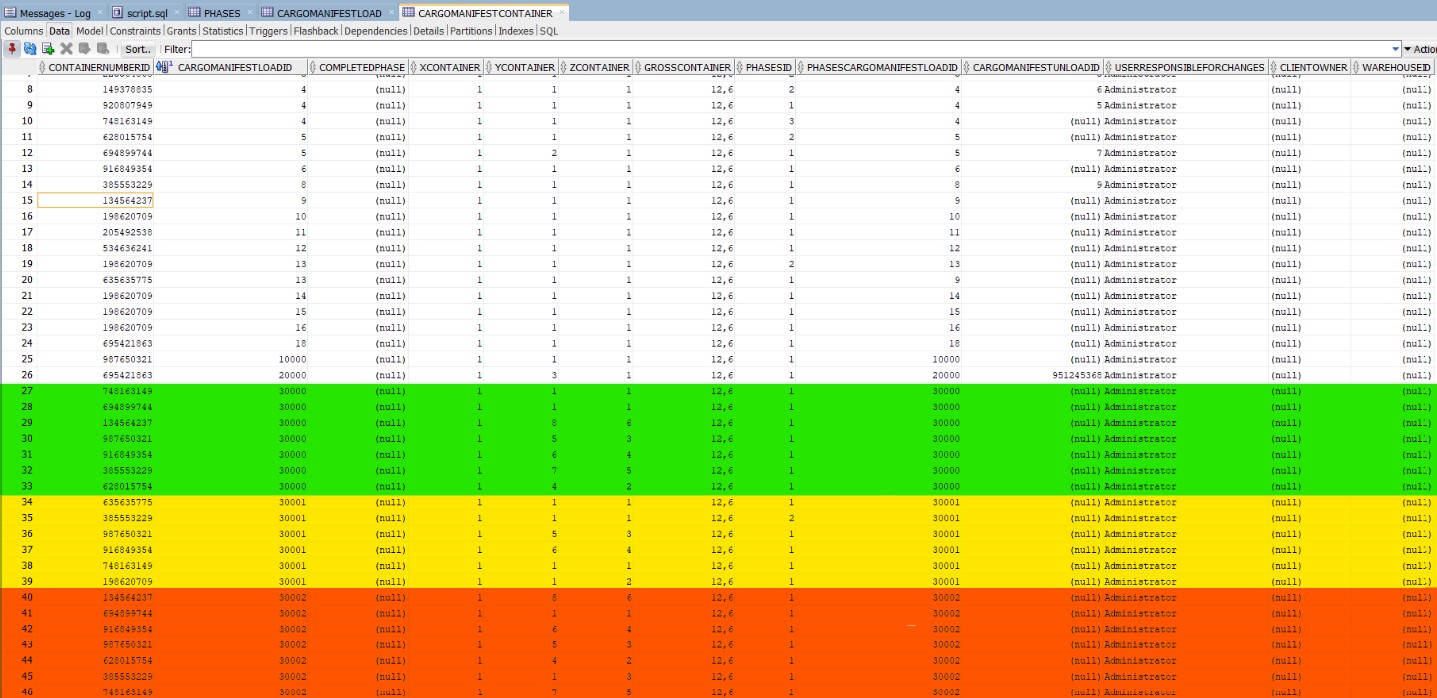 Messages - Log script.sql PHASES CARGOMANIFESTLOAD CARGOMANIFESTCONTAINER
Columns Data Model Constraints Grants Statistics Triggers Flashback Dependencies Details Partitions Indexes SQL
Sort.. Filter: Actio
CONTAINERNUMBERID CARGOMANIFESTLOADID COMPLETEDPHASE XCONTAINER YCONTAINER ZCONTAINER GROSSCONTAINER PHASESID PHASESCARGOMANIFESTLOADID CARGOMANIFESTUNLOADID USERRESPONSIBLEFORCHANGES CLIENTOWNER WAREHOUSEID
8 149378835 4 (null) 1 1 1 12,6 2 4 6 Administrator (null) (null)
9 920807949 4 (null) 1 1 1 12,6 1 4 5 Administrator (null) (null)
10 748163149 4 (null) 1 1 1 12,6 3 4 (null) Administrator (null) (null)
11 628015754 5 (null) 1 1 1 12,6 2 5 (null) Administrator (null) (null)
12 694899744 5 (null) 1 2 1 12,6 1 5 7 Administrator (null) (null)
13 916849354 6 (null) 1 1 1 12,6 1 6 (null) Administrator (null) (null)
14 385553229 8 (null) 1 1 1 12,6 1 8 9 Administrator (null) (null)
15 134564237 9 (null) 1 1 1 12,6 1 9 (null) Administrator (null) (null)
16 198620709 10 (null) 1 1 1 12,6 1 10 (null) Administrator (null) (null)
17 205492538 11 (null) 1 1 1 12,6 1 11 (null) Administrator (null) (null)
18 534636241 12 (null) 1 1 1 12,6 1 12 (null) Administrator (null) (null)
19 198620709 13 (null) 1 1 1 12,6 2 13 (null) Administrator (null) (null)
20 635635775 13 (null) 1 1 1 12,6 1 9 (null) Administrator (null) (null)
21 198620709 14 (null) 1 1 1 12,6 1 14 (null) Administrator (null) (null)
22 198620709 15 (null) 1 1 1 12,6 1 15 (null) Administrator (null) (null)
23 198620709 16 (null) 1 1 1 12,6 1 16 (null) Administrator (null) (null)
24 695421863 18 (null) 1 1 1 12,6 1 18 (null) Administrator (null) (null)
25 987650321 10000 (null) 1 1 1 12,6 1 10000 (null) Administrator (null) (null)
26 695421863 20000 (null) 1 3 1 12,6 1 20000 951245368 Administrator (null) (null)
27 748163149 30000 (null) 1 1 1 12,6 1 30000 (null) Administrator (null) (null)
28 694899744 30000 (null) 1 1 1 12,6 1 30000 (null) Administrator (null) (null)
29 134564237 30000 (null) 1 8 6 12,6 1 30000 (null) Administrator (null) (null)
30 987650321 30000 (null) 1 5 3 12,6 1 30000 (null) Administrator (null) (null)
31 916849354 30000 (null) 1 6 4 12,6 1 30000 (null) Administrator (null) (null)
32 385553229 30000 (null) 1 7 5 12,6 1 30000 (null) Administrator (null) (null)
33 628015754 30000 (null) 1 4 2 12,6 1 30000 (null) Administrator (null) (null)
34 635635775 30001 (null) 1 1 1 12,6 1 30001 (null) Administrator (null) (null)
35 385553229 30001 (null) 1 1 1 12,6 2 30001 (null) Administrator (null) (null)
36 987650321 30001 (null) 1 5 3 12,6 1 30001 (null) Administrator (null) (null)
37 916849354 30001 (null) 1 6 4 12,6 1 30001 (null) Administrator (null) (null)
38 748163149 30001 (null) 1 1 1 12,6 1 30001 (null) Administrator (null) (null)
39 198620709 30001 (null) 1 1 2 12,6 1 30001 (null) Administrator (null) (null)
40 134564237 30002 (null) 1 8 6 12,6 1 30002 (null) Administrator (null) (null)
41 694899744 30002 (null) 1 1 1 12,6 1 30002 (null) Administrator (null) (null)
42 916849354 30002 (null) 1 6 4 12,6 1 30002 (null) Administrator (null) (null)
43 987650321 30002 (null) 1 5 3 12,6 1 30002 (null) Administrator (null) (null)
44 628015754 30002 (null) 1 4 2 12,6 1 30002 (null) Administrator (null) (null)
45 385553229 30002 (null) 1 1 3 12,6 1 30002 (null) Administrator (null) (null)
46 748163149 30002 (null) 1 7 5 12,6 1 30002 (null) Administrator (null) (null)